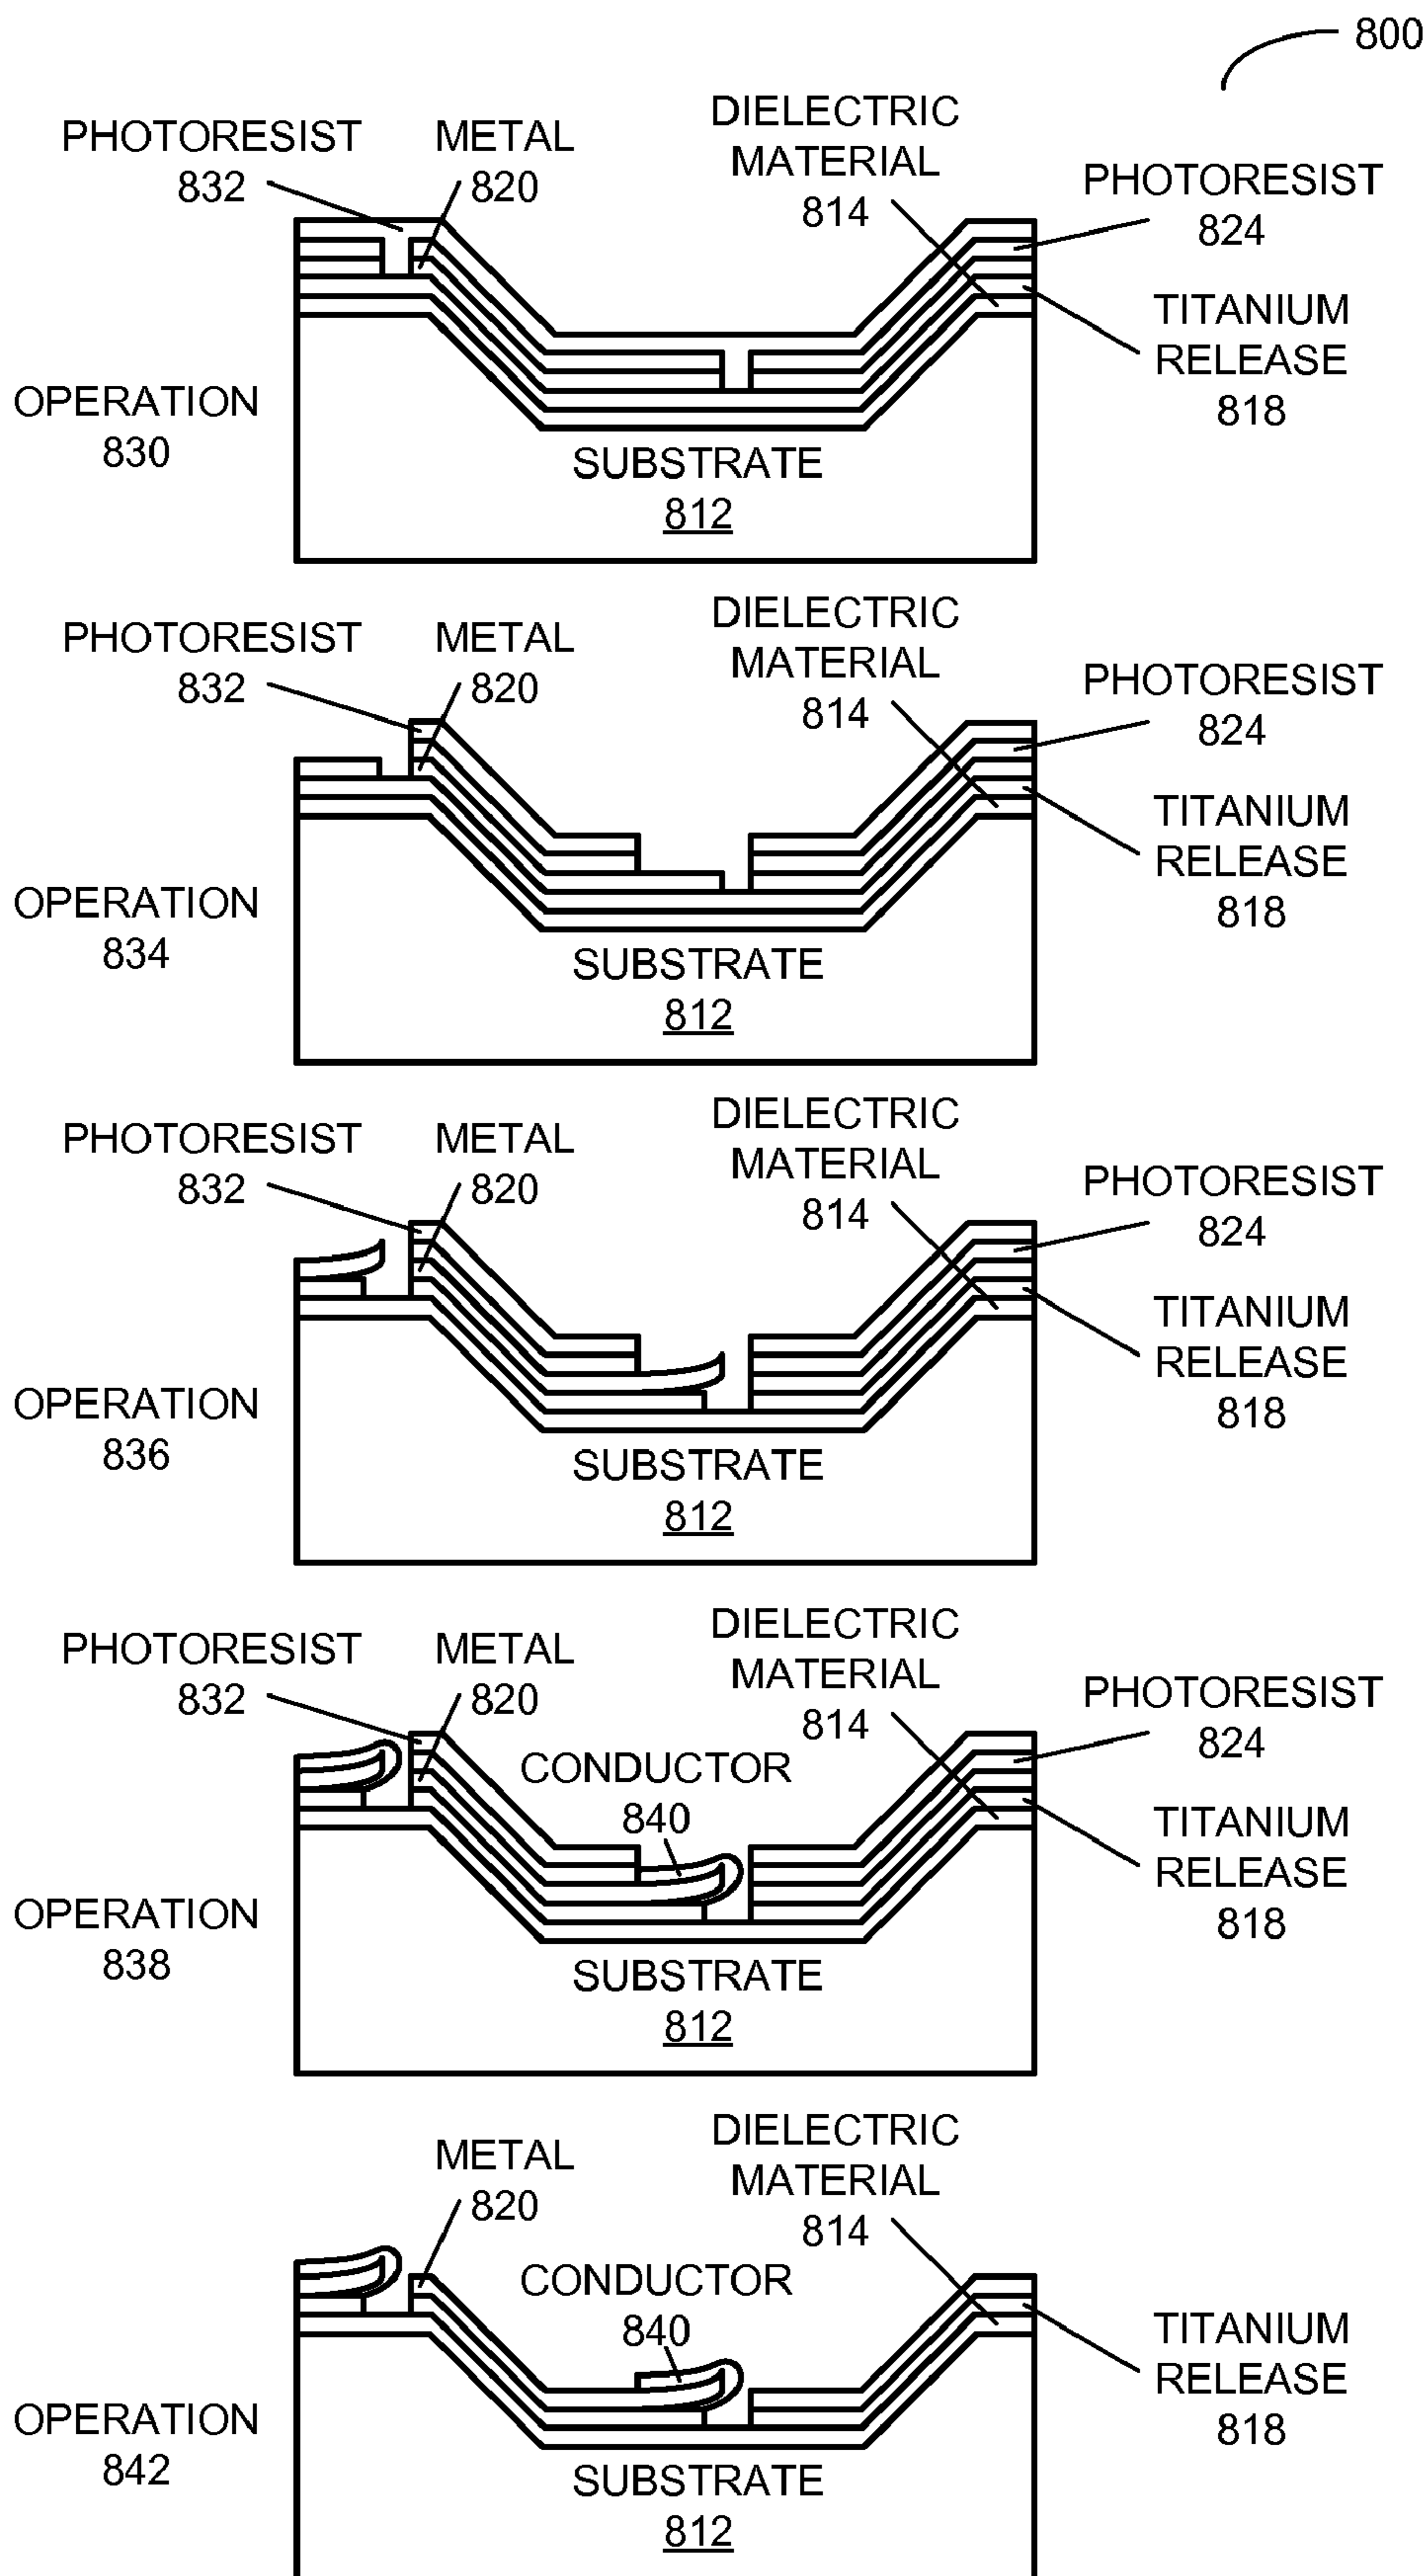 800
PHOTORESIST
832
METAL
820
DIELECTRIC
MATERIAL
814
PHOTORESIST
824
TITANIUM
RELEASE
818
OPERATION
830
SUBSTRATE
812
PHOTORESIST
832
METAL
820
DIELECTRIC
MATERIAL
814
PHOTORESIST
824
TITANIUM
RELEASE
818
OPERATION
834
SUBSTRATE
812
PHOTORESIST
832
METAL
820
DIELECTRIC
MATERIAL
814
PHOTORESIST
824
TITANIUM
RELEASE
818
OPERATION
836
SUBSTRATE
812
PHOTORESIST
832
METAL
820
DIELECTRIC
MATERIAL
814
PHOTORESIST
824
CONDUCTOR
840
TITANIUM
RELEASE
818
OPERATION
838
SUBSTRATE
812
METAL
820
DIELECTRIC
MATERIAL
814
CONDUCTOR
840
TITANIUM
RELEASE
818
OPERATION
842
SUBSTRATE
812